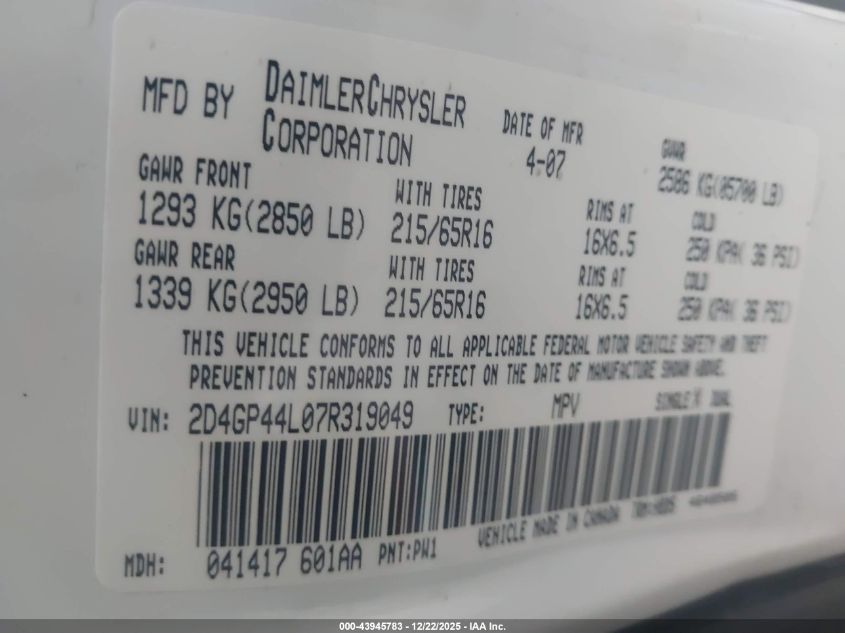 MFD BY DAIMLERCHRYSLER CORPORATION
DATE OF MFR 4-07
GVWR 2586 KG(05700 LB)
GAWR FRONT WITH TIRES RIMS AT COLD
1293 KG(2850 LB) 215/65R16 16X6.5 250 KPA( 36 PSI)
GAWR REAR WITH TIRES RIMS AT COLD
1339 KG(2950 LB) 215/65R16 16X6.5 250 KPA( 36 PSI)
THIS VEHICLE CONFORMS TO ALL APPLICABLE FEDERAL MOTOR VEHICLE SAFETY AND THEFT
PREVENTION STANDARDS IN EFFECT ON THE DATE OF MANUFACTURE SHOWN ABOVE.
VIN: 2D4GP44L07R319049 TYPE: MPV SINGLE X DUAL
MDH: 041417 601AA PNT:PW1 VEHICLE MADE IN CANADA
000-43945783 - 12/22/2025 - IAA Inc.